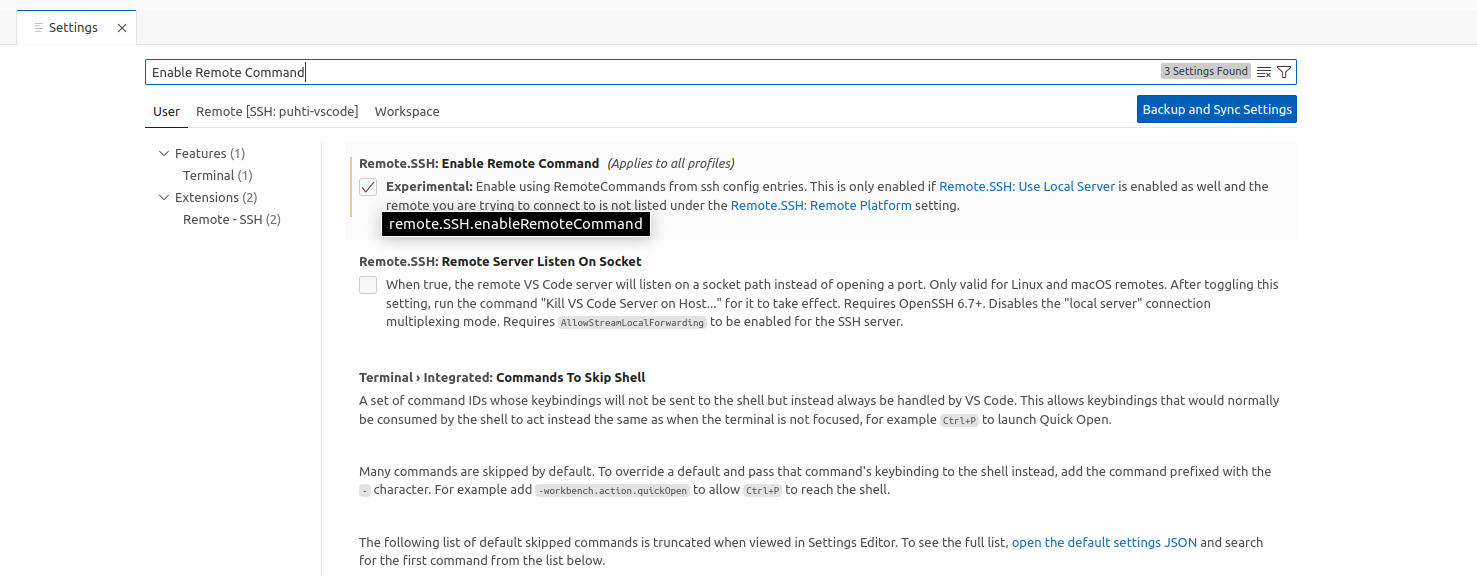 Settings
Enable Remote Command
3 Settings Found
User
Remote [SSH: puhti-vscode]
Workspace
Backup and Sync Settings
Features (1)
Terminal (1)
Extensions (2)
Remote - SSH (2)
Remote.SSH: Enable Remote Command (Applies to all profiles)
Experimental: Enable using RemoteCommands from ssh config entries. This is only enabled if Remote.SSH: Use Local Server is enabled as well and the
remote you are trying to connect to is not listed under the Remote.SSH: Remote Platform setting.
remote.SSH.enableRemoteCommand
Remote.SSH: Remote Server Listen On Socket
When true, the remote VS Code server will listen on a socket path instead of opening a port. Only valid for Linux and macOS remotes. After toggling this
setting, run the command "Kill VS Code Server on Host..." for it to take effect. Requires OpenSSH 6.7+. Disables the "local server" connection
multiplexing mode. Requires AllowStreamLocalForwarding to be enabled for the SSH server.
Terminal › Integrated: Commands To Skip Shell
A set of command IDs whose keybindings will not be sent to the shell but instead always be handled by VS Code. This allows keybindings that would normally
be consumed by the shell to act instead the same as when the terminal is not focused, for example Ctrl+P to launch Quick Open.
Many commands are skipped by default. To override a default and pass that command's keybinding to the shell instead, add the command prefixed with the
- character. For example add -workbench.action.quickOpen to allow Ctrl+P to reach the shell.
The following list of default skipped commands is truncated when viewed in Settings Editor. To see the full list, open the default settings JSON and search
for the first command from the list below.